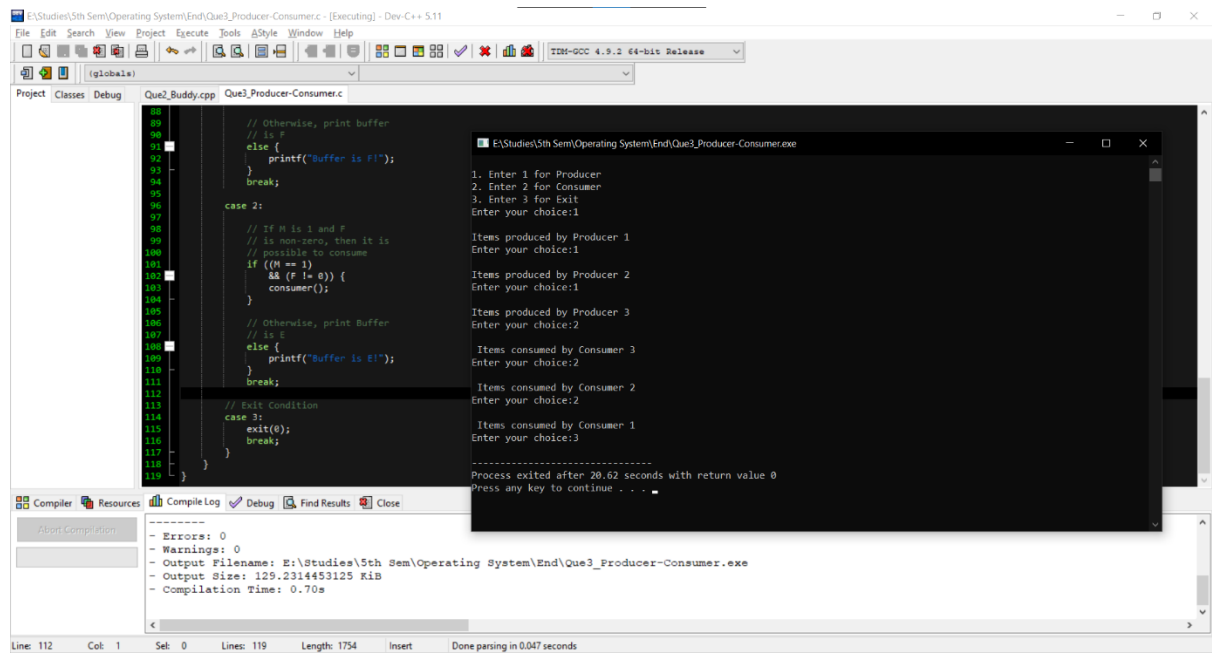 E:\Studies\5th Sem\Operating System\End\Que3_Producer-Consumer.c - [Executing] - Dev-C++ 5.11
File Edit Search View Project Execute Tools AStyle Window Help
TDM-GCC 4.9.2 64-bit Release
(globals)
Project Classes Debug
Que2_Buddy.cpp Que3_Producer-Consumer.c
88
89 // Otherwise, print buffer
90 // is F
91 else {
92 printf("Buffer is F!");
93 }
94 break;
95
96 case 2:
97
98 // If M is 1 and F
99 // is non-zero, then it is
100 // possible to consume
101 if ((M == 1)
102 && (F != 0)) {
103 consumer();
104 }
105
106 // Otherwise, print Buffer
107 // is E
108 else {
109 printf("Buffer is E!");
110 }
111 break;
112
113 // Exit Condition
114 case 3:
115 exit(0);
116 break;
117 }
118 }
119 }
E:\Studies\5th Sem\Operating System\End\Que3_Producer-Consumer.exe
1. Enter 1 for Producer
2. Enter 2 for Consumer
3. Enter 3 for Exit
Enter your choice:1
Items produced by Producer 1
Enter your choice:1
Items produced by Producer 2
Enter your choice:1
Items produced by Producer 3
Enter your choice:2
Items consumed by Consumer 3
Enter your choice:2
Items consumed by Consumer 2
Enter your choice:2
Items consumed by Consumer 1
Enter your choice:3
--------------------------------
Process exited after 20.62 seconds with return value 0
Press any key to continue . . .
Compiler Resources Compile Log Debug Find Results Close
Abort Compilation
--------
- Errors: 0
- Warnings: 0
- Output Filename: E:\Studies\5th Sem\Operating System\End\Que3_Producer-Consumer.exe
- Output Size: 129.2314453125 KiB
- Compilation Time: 0.70s
Line: 112 Col: 1 Sel: 0 Lines: 119 Length: 1754 Insert Done parsing in 0.047 seconds